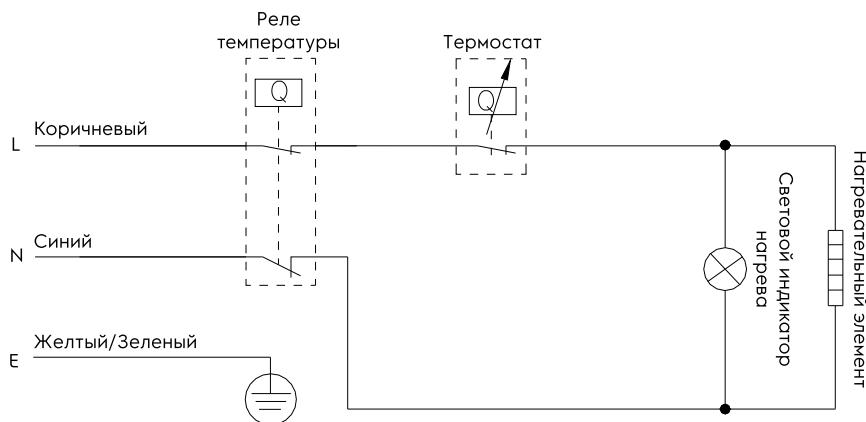 Реле
температуры
Термостат
Q
Q
L
Коричневый
N
Синий
E
Желтый/Зеленый
Световой индикатор
нагрева
Нагревательный элемент